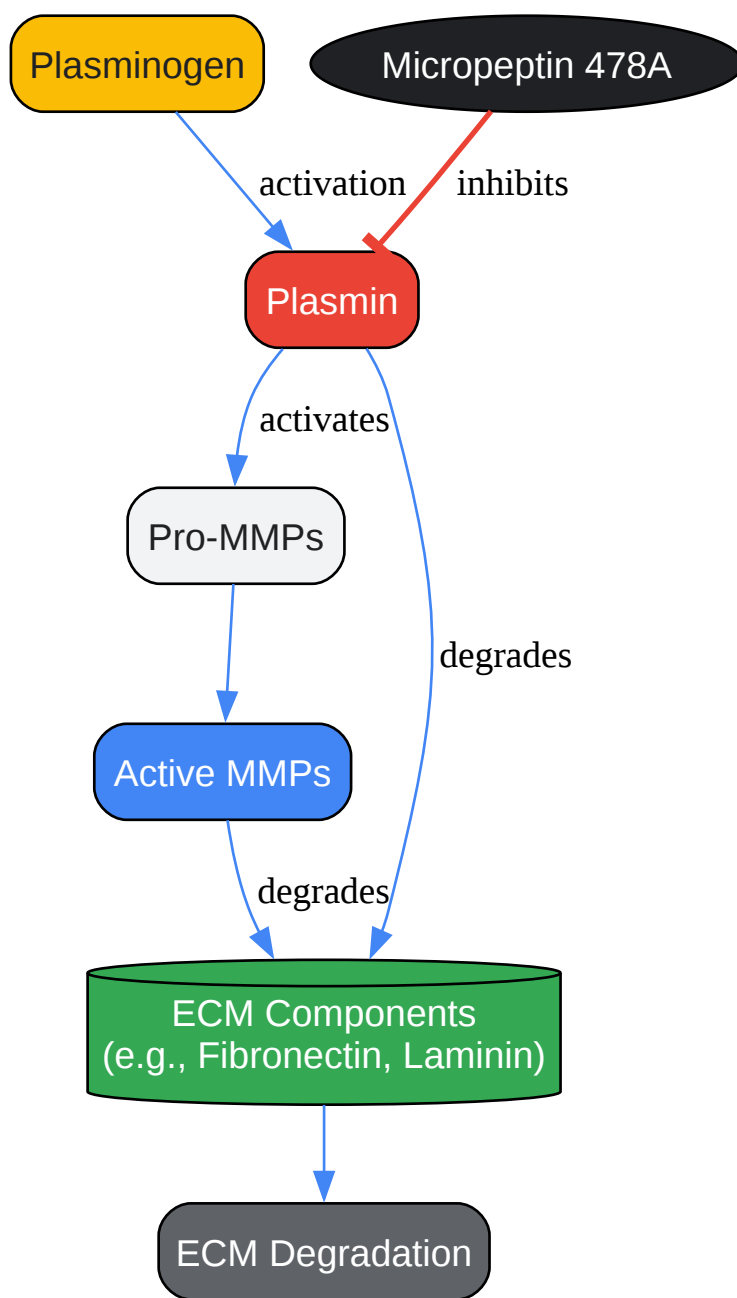 Plasminogen
Micropeptin 478A
activation
inhibits
Plasmin
activates
Pro-MMPs
degrades
Active MMPs
degrades
ECM Components
(e.g., Fibronectin, Laminin)
ECM Degradation